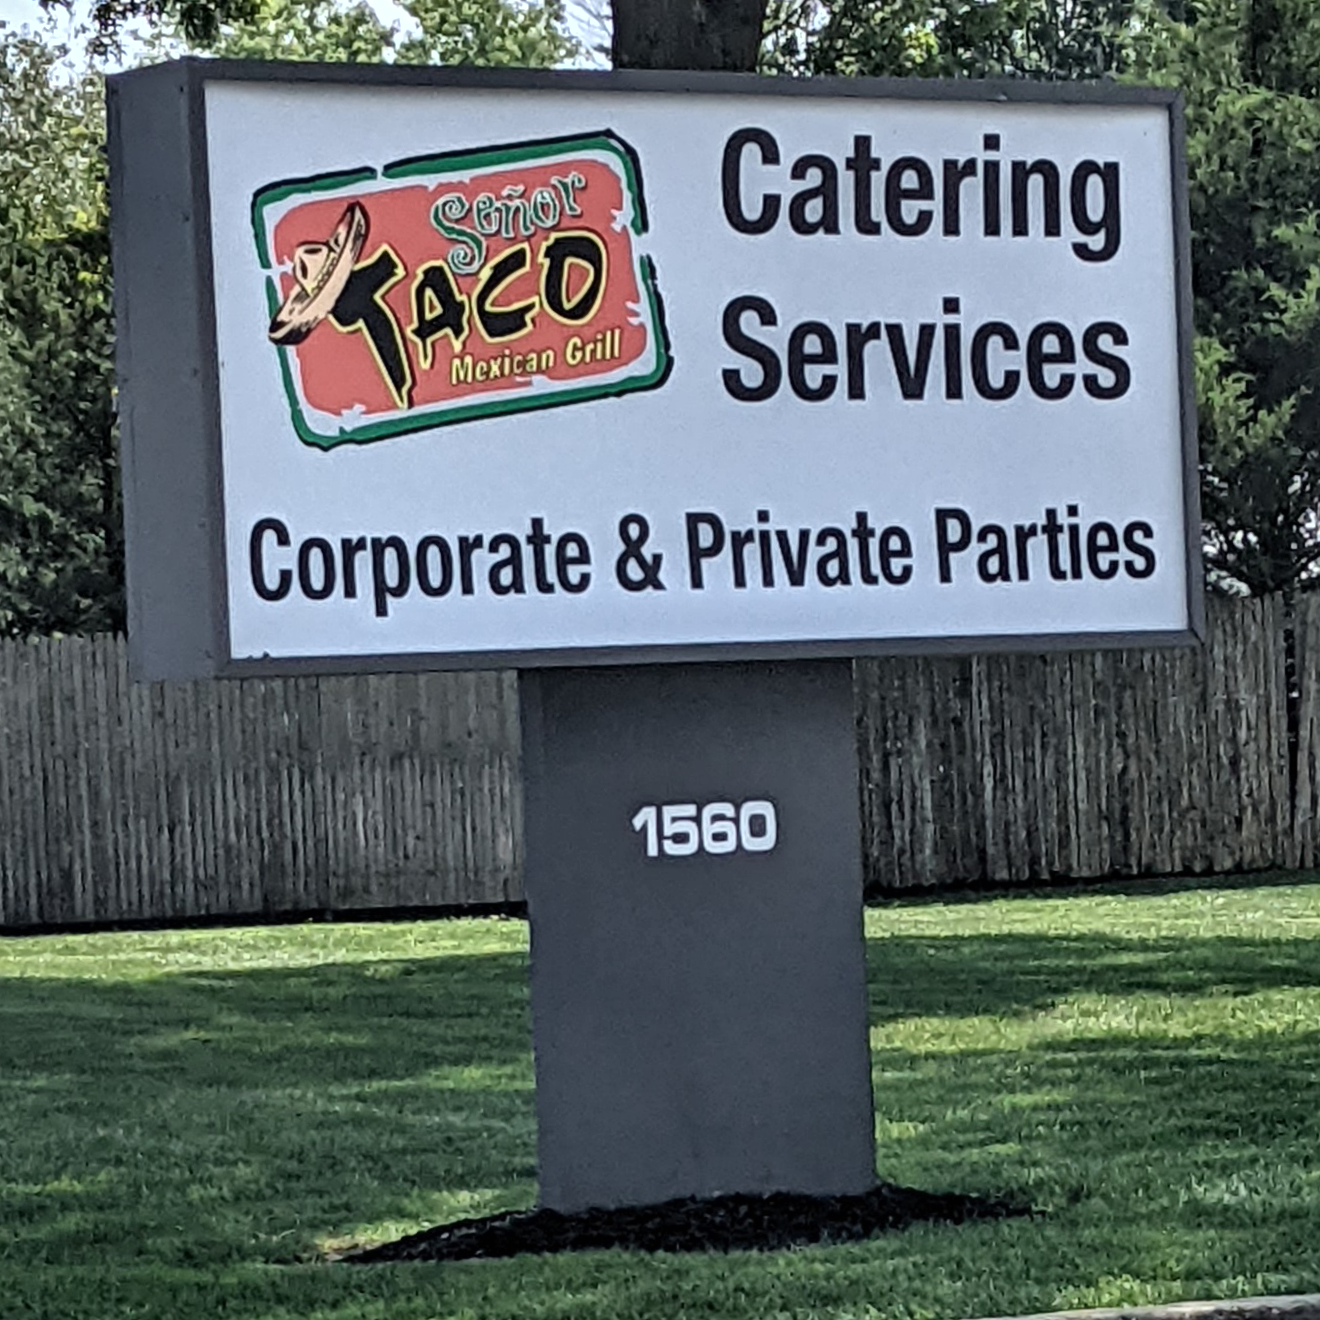 Señor
TACO
Mexican Grill
Catering
Services
Corporate & Private Parties
1560